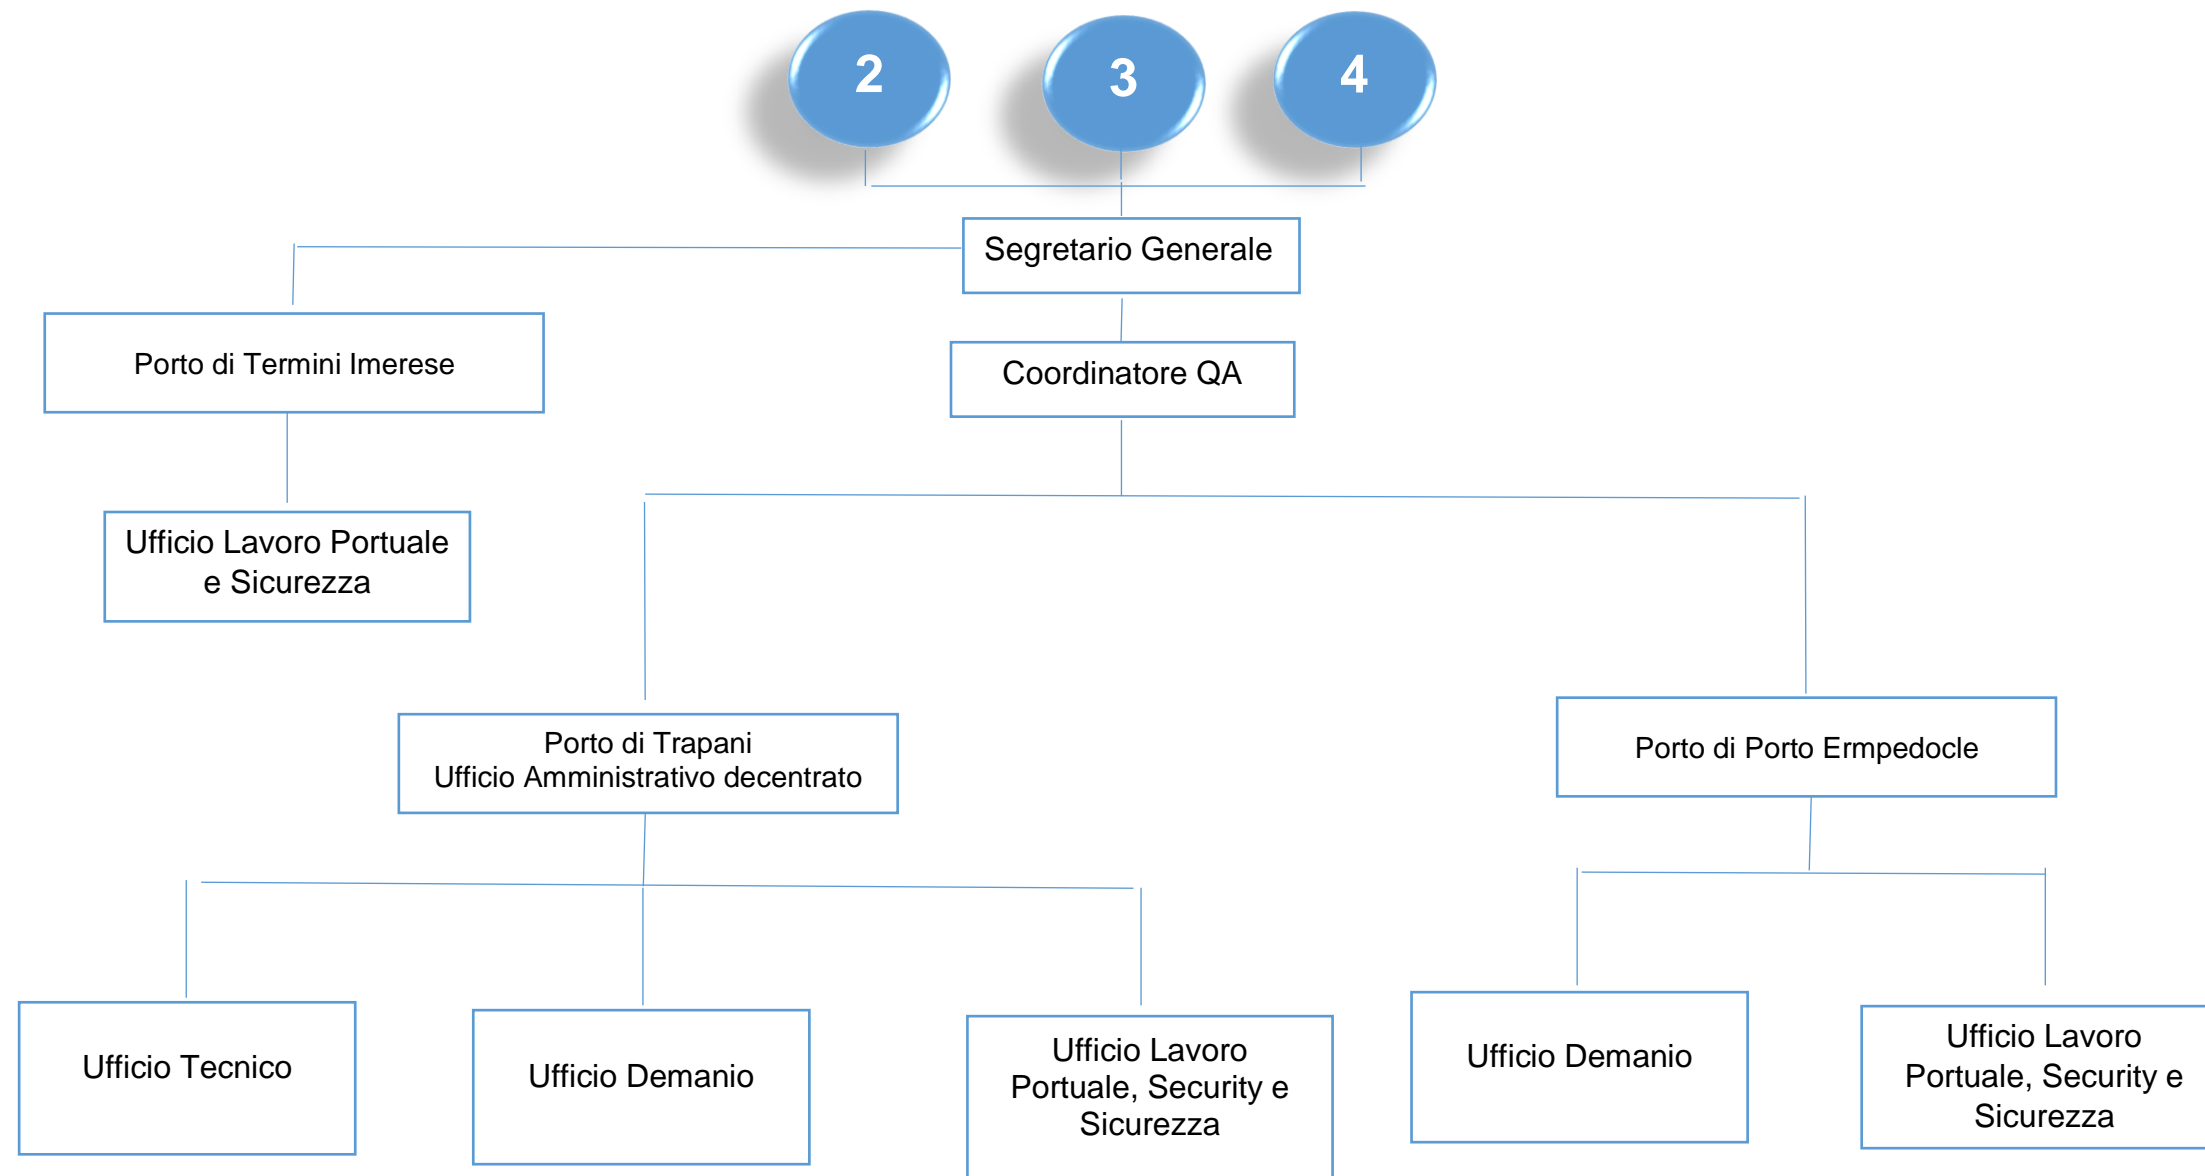 2
3
4
Segretario Generale
Porto di Termini Imerese
Coordinatore QA
Ufficio Lavoro Portuale
e Sicurezza
Porto di Trapani
Ufficio Amministrativo decentrato
Porto di Porto Ermpedocle
Ufficio Tecnico
Ufficio Demanio
Ufficio Lavoro
Portuale, Security e
Sicurezza
Ufficio Demanio
Ufficio Lavoro
Portuale, Security e
Sicurezza